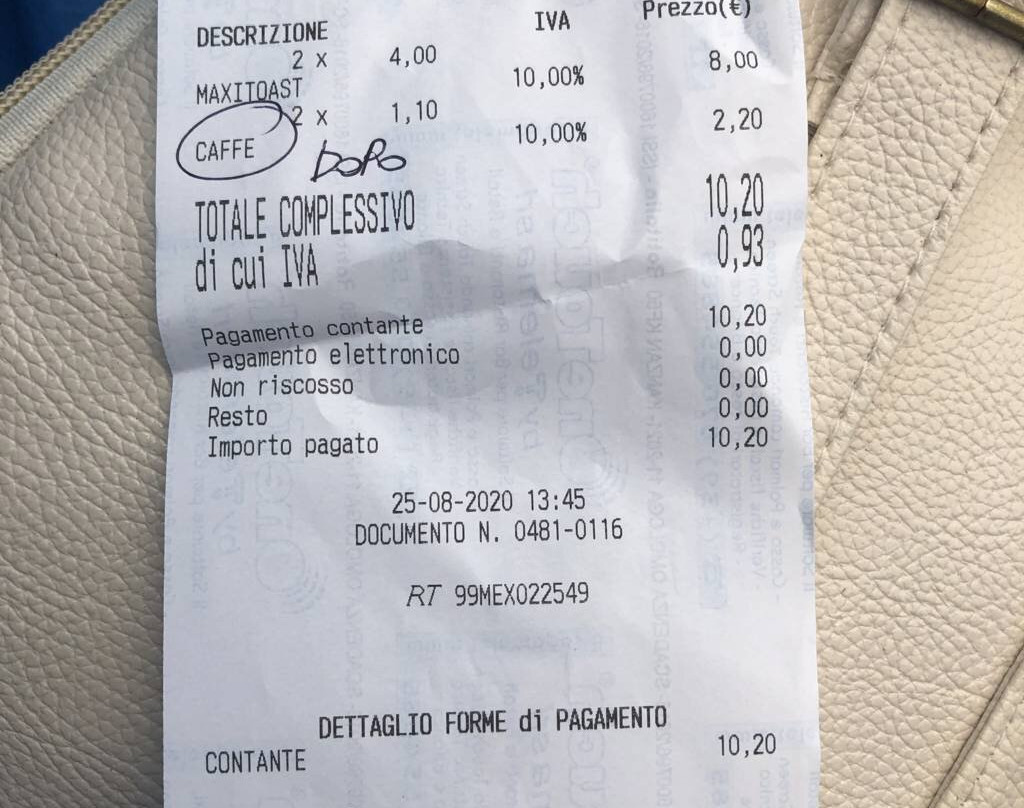 DESCRIZIONE IVA Prezzo(€)
2 x 4,00
MAXITOAST 10,00% 8,00
2 x 1,10
CAFFE 10,00% 2,20
DOPO
TOTALE COMPLESSIVO 10,20
di cui IVA 0,93
Pagamento contante 10,20
Pagamento elettronico 0,00
Non riscosso 0,00
Resto 0,00
Importo pagato 10,20
25-08-2020 13:45
DOCUMENTO N. 0481-0116
RT 99MEX022549
DETTAGLIO FORME di PAGAMENTO
CONTANTE 10,20